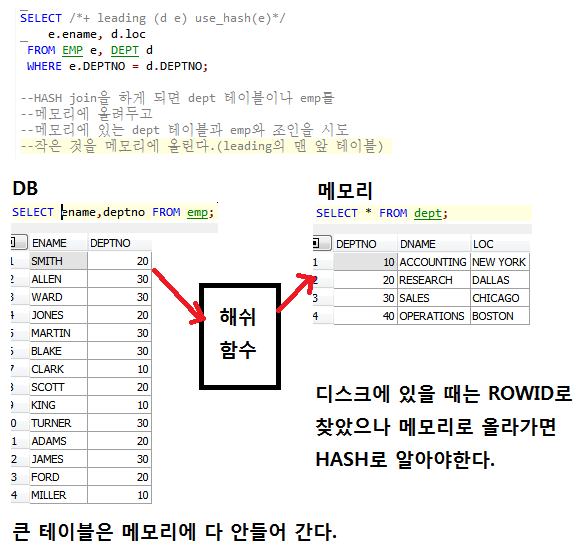 SELECT /*+ leading (d e) use_hash(e)*/
e.ename, d.loc
FROM EMP e, DEPT d
WHERE e.DEPTNO = d.DEPTNO;
--HASH join을 하게 되면 dept 테이블이나 emp를
--메모리에 올려두고
--메모리에 있는 dept 테이블과 emp와 조인을 시도
--작은 것을 메모리에 올린다.(leading의 맨 앞 테이블)
DB
SELECT ename,deptno FROM emp;
ENAME DEPTNO
1 SMITH 20
2 ALLEN 30
3 WARD 30
4 JONES 20
5 MARTIN 30
6 BLAKE 30
7 CLARK 10
8 SCOTT 20
9 KING 10
0 TURNER 30
1 ADAMS 20
2 JAMES 30
3 FORD 20
4 MILLER 10
해쉬
함수
메모리
SELECT * FROM dept;
DEPTNO DNAME LOC
1 10 ACCOUNTING NEW YORK
2 20 RESEARCH DALLAS
3 30 SALES CHICAGO
4 40 OPERATIONS BOSTON
디스크에 있을 때는 ROWID로
찾았으나 메모리로 올라가면
HASH로 알아야한다.
큰 테이블은 메모리에 다 안들어 간다.